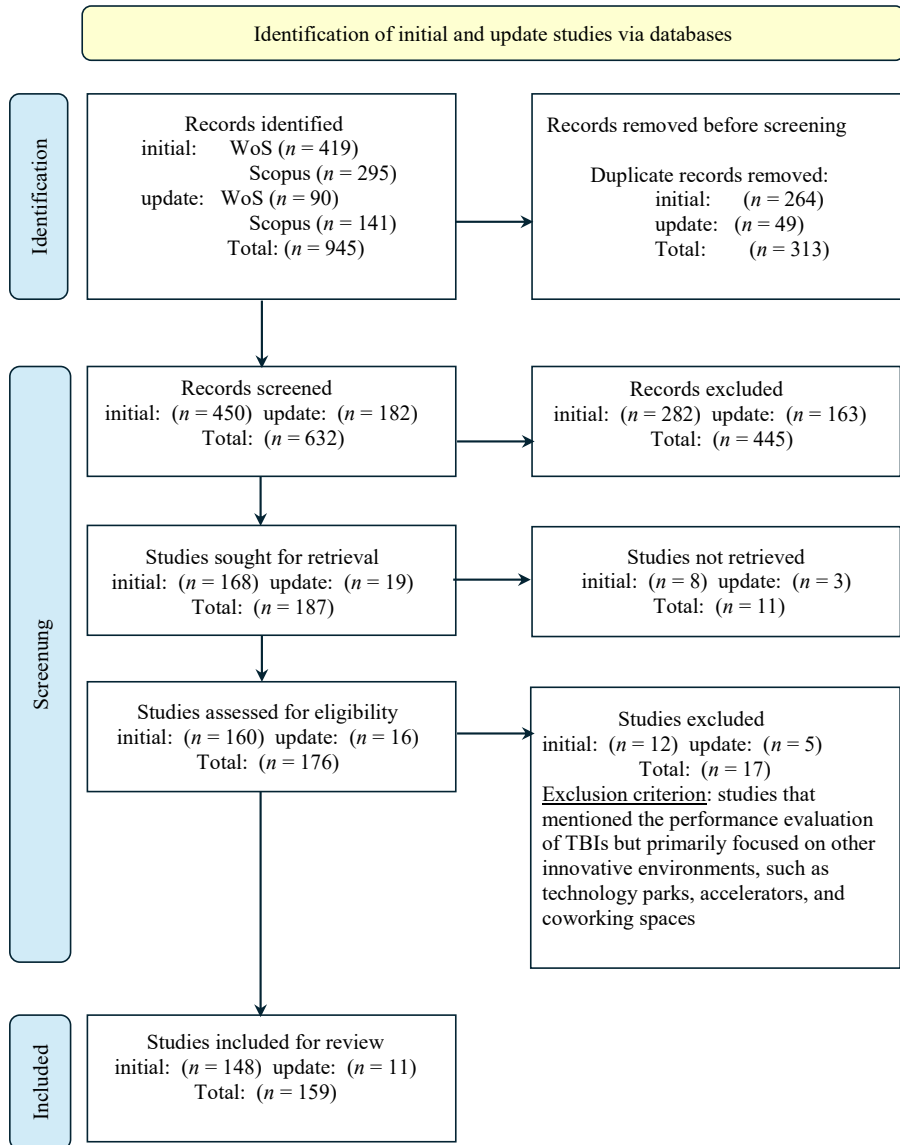 Identification of initial and update studies via databases
Identification
Records identified
initial: WoS (n = 419)
Scopus (n = 295)
update: WoS (n = 90)
Scopus (n = 141)
Total: (n = 945)
Records removed before screening
Duplicate records removed:
initial: (n = 264)
update: (n = 49)
Total: (n = 313)
Screenung
Records screened
initial: (n = 450) update: (n = 182)
Total: (n = 632)
Records excluded
initial: (n = 282) update: (n = 163)
Total: (n = 445)
Studies sought for retrieval
initial: (n = 168) update: (n = 19)
Total: (n = 187)
Studies not retrieved
initial: (n = 8) update: (n = 3)
Total: (n = 11)
Studies assessed for eligibility
initial: (n = 160) update: (n = 16)
Total: (n = 176)
Studies excluded
initial: (n = 12) update: (n = 5)
Total: (n = 17)
Exclusion criterion: studies that
mentioned the performance evaluation
of TBIs but primarily focused on other
innovative environments, such as
technology parks, accelerators, and
coworking spaces
Included
Studies included for review
initial: (n = 148) update: (n = 11)
Total: (n = 159)